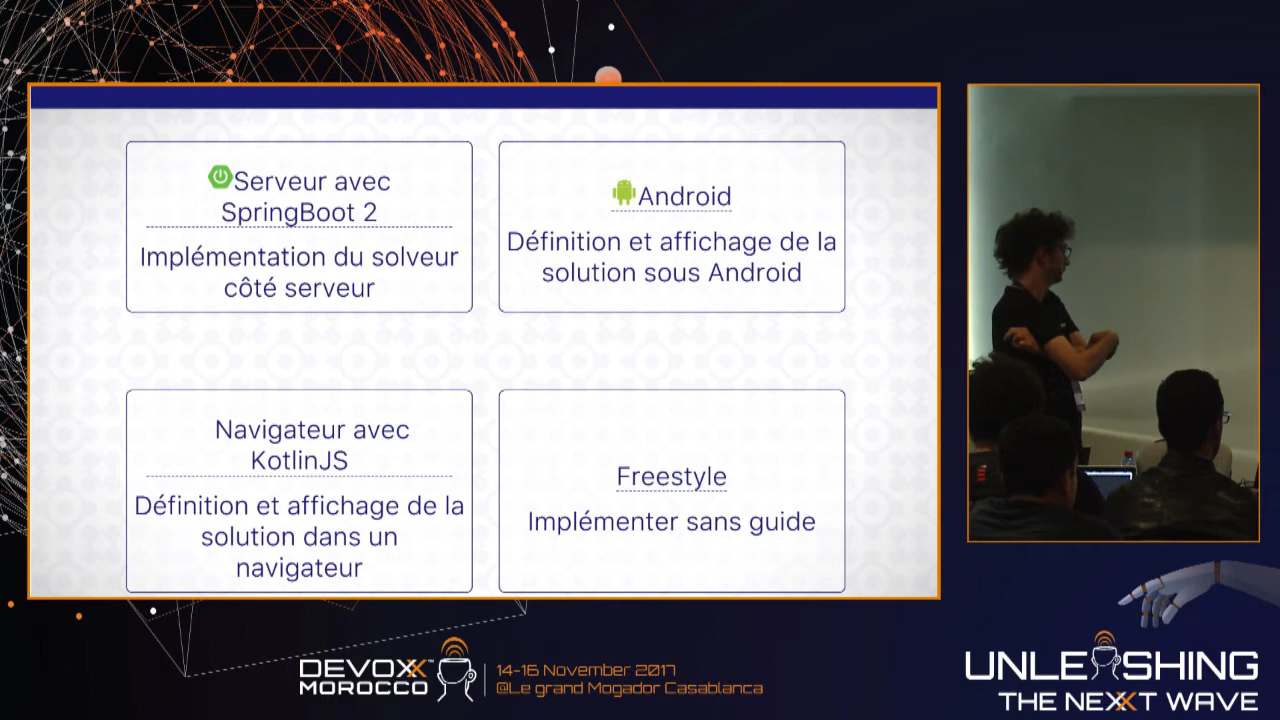 Serveur avec
SpringBoot 2
Implémentation du solveur
côté serveur
Android
Définition et affichage de la
solution sous Android
Navigateur avec
KotlinJS
Définition et affichage de la
solution dans un
navigateur
Freestyle
Implémenter sans guide
DEVOXX™
MOROCCO
14-16 November 2017
@Le grand Mogador Casablanca
UNLEASHING
THE NEXXT WAVE